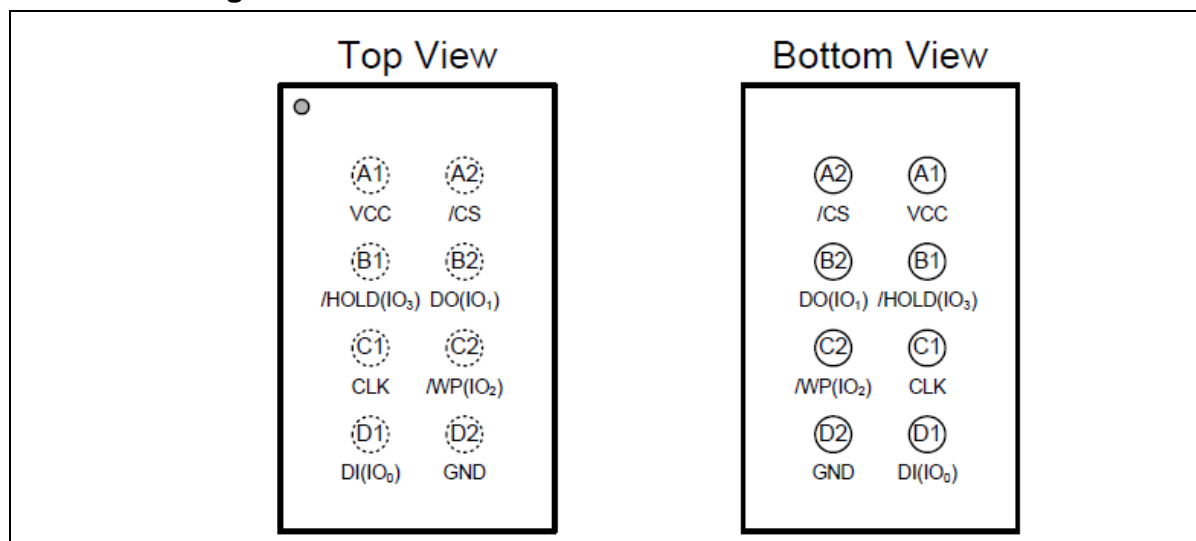 Top View Bottom View
A1 A2 A2 A1
VCC /CS /CS VCC
B1 B2 B2 B1
/HOLD(IO₃) DO(IO₁) DO(IO₁) /HOLD(IO₃)
C1 C2 C2 C1
CLK /WP(IO₂) /WP(IO₂) CLK
D1 D2 D2 D1
DI(IO₀) GND GND DI(IO₀)